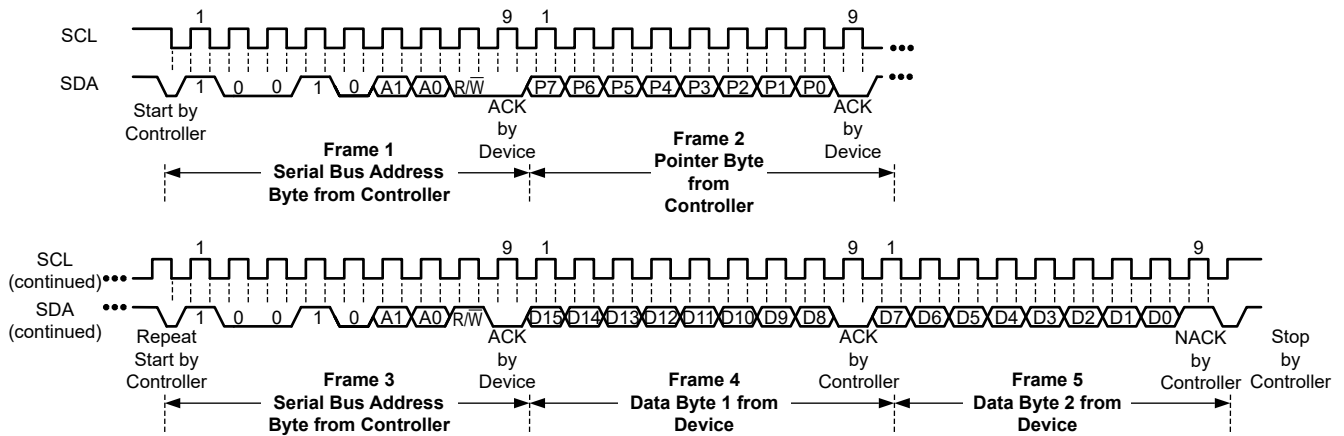 1 9 1 9
SCL
SDA
1 0 0 1 0 A1 A0 R/W̅ P7 P6 P5 P4 P3 P2 P1 P0
Start by
Controller
ACK
by
Device
ACK
by
Device
Frame 1
Serial Bus Address
Byte from Controller
Frame 2
Pointer Byte
from
Controller
1 9 1 9 1 9
SCL
(continued)
SDA
(continued)
1 0 0 1 0 A1 A0 R/W̅ D15 D14 D13 D12 D11 D10 D9 D8 D7 D6 D5 D4 D3 D2 D1 D0
Repeat
Start by
Controller
ACK
by
Device
ACK
by
Controller
NACK
by
Controller
Stop
by
Controller
Frame 3
Serial Bus Address
Byte from Controller
Frame 4
Data Byte 1 from
Device
Frame 5
Data Byte 2 from
Device